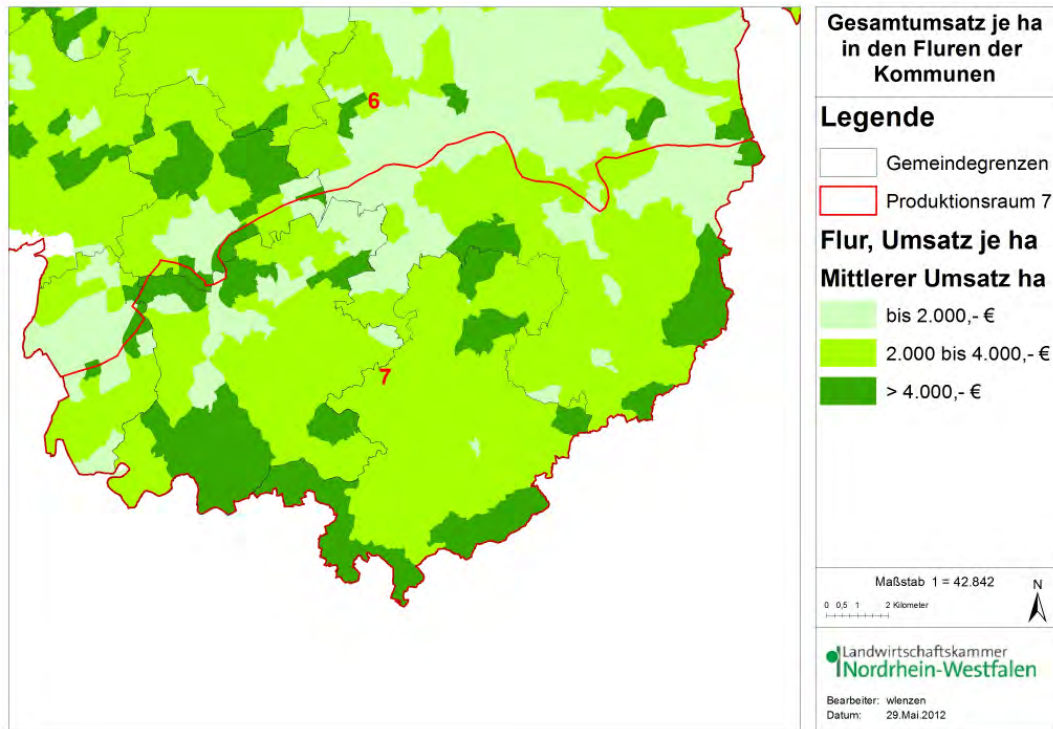 6
7
Gesamtumsatz je ha
in den Fluren der
Kommunen
Legende
Gemeindegrenzen
Produktionsraum 7
Flur, Umsatz je ha
Mittlerer Umsatz ha
bis 2.000,- €
2.000 bis 4.000,- €
> 4.000,- €
Maßstab 1 = 42.842
N
0 0,5 1 2 Kilometer
Landwirtschaftskammer
Nordrhein-Westfalen
Bearbeiter: wlenzen
Datum: 29.Mai.2012